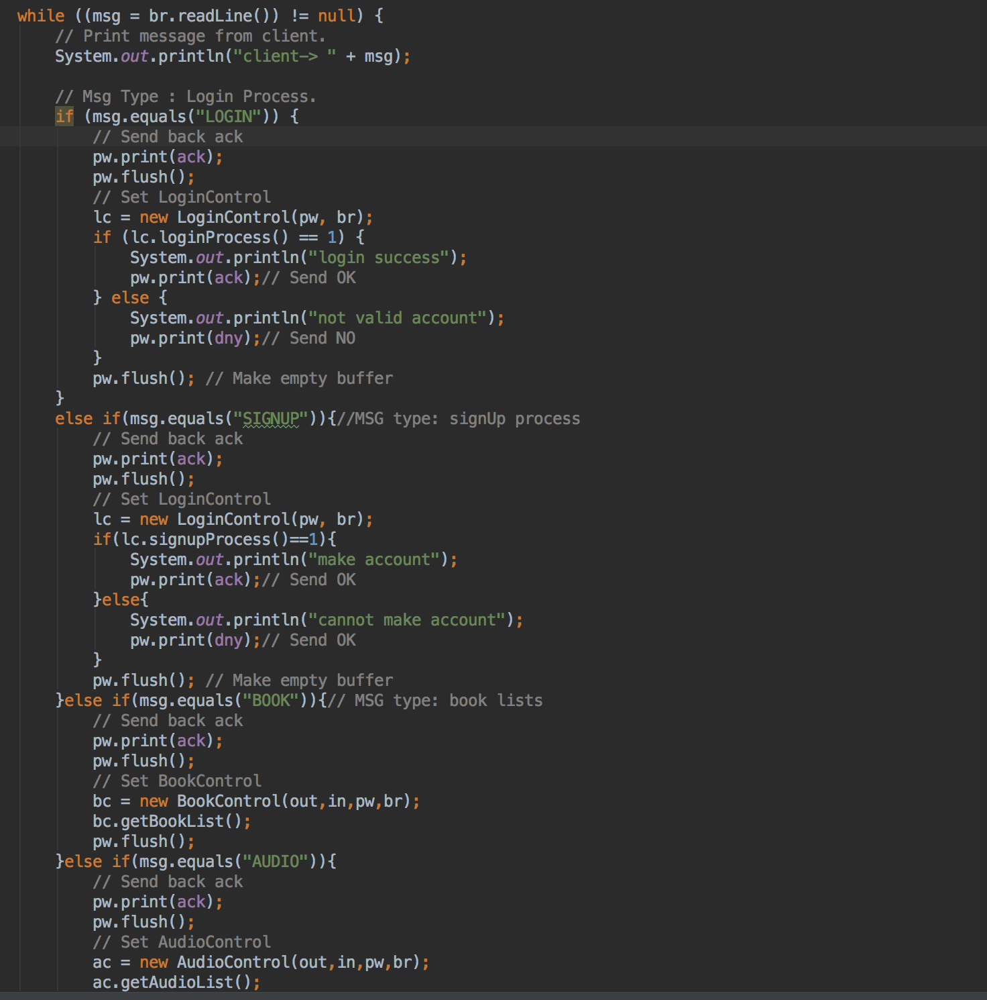 while ((msg = br.readLine()) != null) {
// Print message from client.
System.out.println("client-> " + msg);
// Msg Type : Login Process.
if (msg.equals("LOGIN")) {
// Send back ack
pw.print(ack);
pw.flush();
// Set LoginControl
lc = new LoginControl(pw, br);
if (lc.loginProcess() == 1) {
System.out.println("login success");
pw.print(ack);// Send OK
} else {
System.out.println("not valid account");
pw.print(dny);// Send NO
}
pw.flush(); // Make empty buffer
}
else if(msg.equals("SIGNUP")){//MSG type: signUp process
// Send back ack
pw.print(ack);
pw.flush();
// Set LoginControl
lc = new LoginControl(pw, br);
if(lc.signupProcess()==1){
System.out.println("make account");
pw.print(ack);// Send OK
}else{
System.out.println("cannot make account");
pw.print(dny);// Send OK
}
pw.flush(); // Make empty buffer
}else if(msg.equals("BOOK")){// MSG type: book lists
// Send back ack
pw.print(ack);
pw.flush();
// Set BookControl
bc = new BookControl(out,in,pw,br);
bc.getBookList();
pw.flush();
}else if(msg.equals("AUDIO")){
// Send back ack
pw.print(ack);
pw.flush();
// Set AudioControl
ac = new AudioControl(out,in,pw,br);
ac.getAudioList();